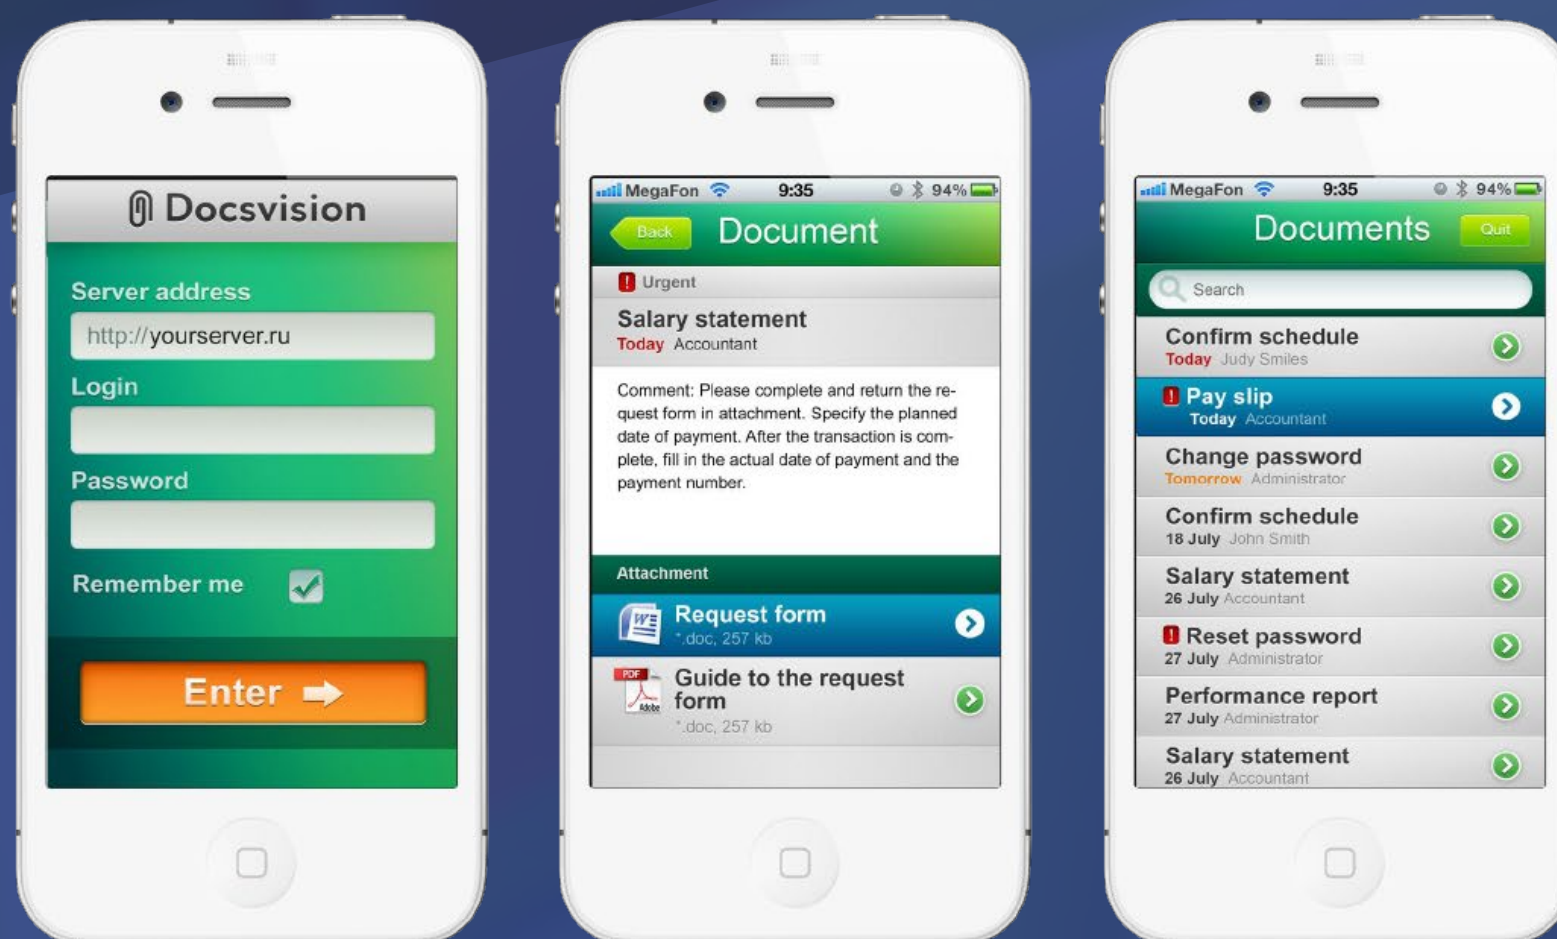 Docsvision
Server address
http://yourserver.ru
Login
Password
Remember me
Enter
MegaFon 9:35 94%
Back Document
Urgent
Salary statement
Today Accountant
Comment: Please complete and return the re-
quest form in attachment. Specify the planned
date of payment. After the transaction is com-
plete, fill in the actual date of payment and the
payment number.
Attachment
Request form
*.doc, 257 kb
PDF
Adobe
Guide to the request
form
*.doc, 257 kb
MegaFon 9:35 94%
Documents Quit
Search
Confirm schedule
Today Judy Smiles
Pay slip
Today Accountant
Change password
Tomorrow Administrator
Confirm schedule
18 July John Smith
Salary statement
26 July Accountant
Reset password
27 July Administrator
Performance report
27 July Administrator
Salary statement
26 July Accountant